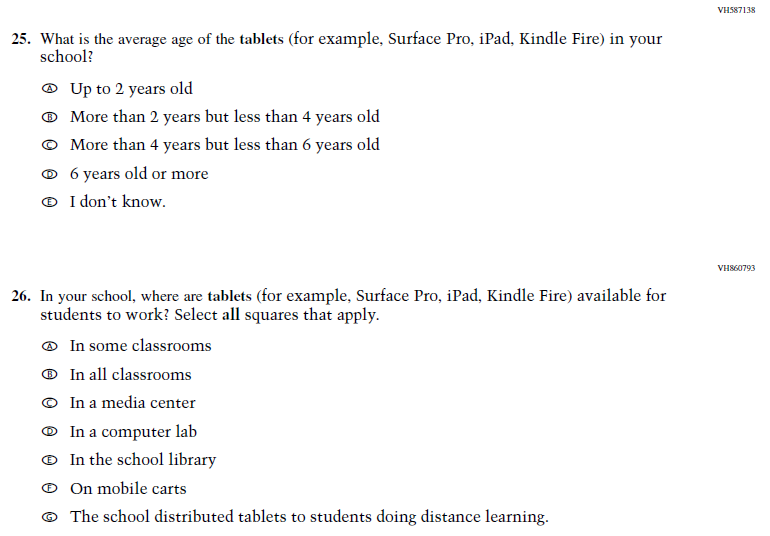 VH587138
25. What is the average age of the tablets (for example, Surface Pro, iPad, Kindle Fire) in your
school?
A Up to 2 years old
B More than 2 years but less than 4 years old
C More than 4 years but less than 6 years old
D 6 years old or more
E I don't know.
VH860793
26. In your school, where are tablets (for example, Surface Pro, iPad, Kindle Fire) available for
students to work? Select all squares that apply.
A In some classrooms
B In all classrooms
C In a media center
D In a computer lab
E In the school library
F On mobile carts
G The school distributed tablets to students doing distance learning.